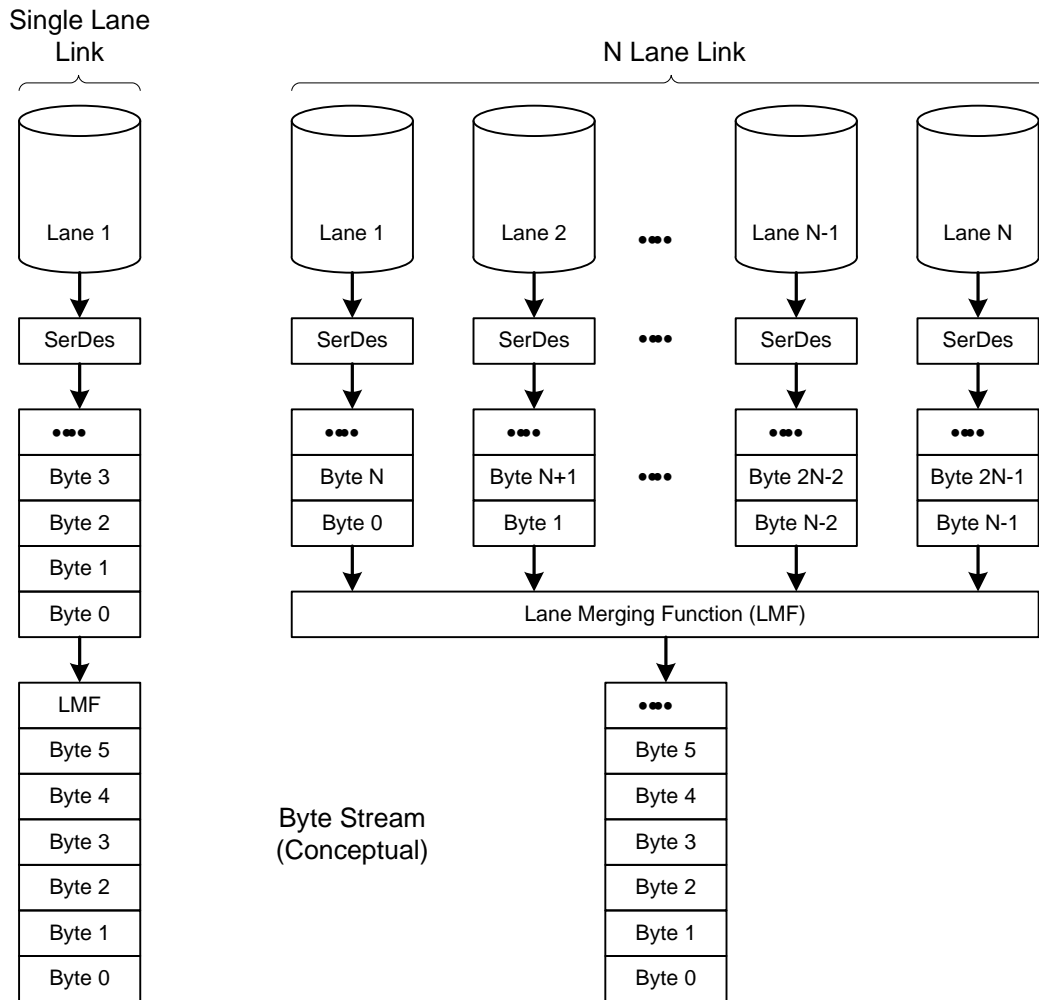 Single Lane
Link
N Lane Link
Lane 1
Lane 1
Lane 2
••••
Lane N-1
Lane N
SerDes
SerDes
SerDes
••••
SerDes
SerDes
••••
••••
••••
••••
••••
Byte 3
Byte N
Byte N+1
••••
Byte 2N-2
Byte 2N-1
Byte 2
Byte 0
Byte 1
Byte N-2
Byte N-1
Byte 1
Byte 0
Lane Merging Function (LMF)
LMF
••••
Byte 5
Byte 5
Byte 4
Byte 4
Byte Stream
(Conceptual)
Byte 3
Byte 3
Byte 2
Byte 2
Byte 1
Byte 1
Byte 0
Byte 0